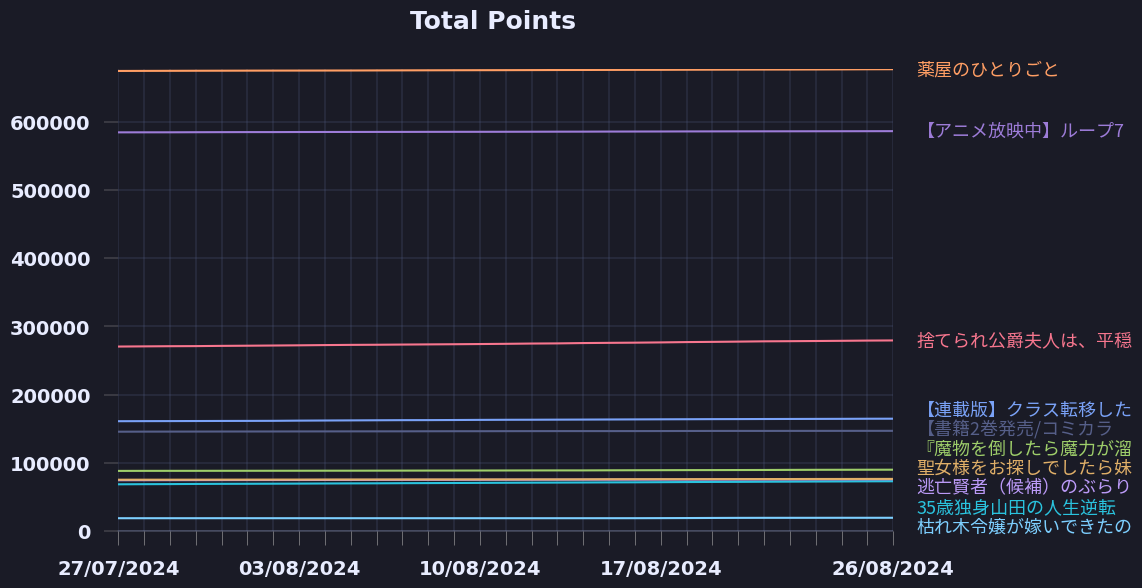 Total Points
薬屋のひとりごと
600000
【アニメ放映中】ループ7
500000
400000
300000
捨てられ公爵夫人は、平穏
200000
【連載版】クラス転移した
【書籍2巻発売/コミカラ
『魔物を倒したら魔力が溜
100000
聖女様をお探しでしたら妹
逃亡賢者（候補）のぶらり
35歳独身山田の人生逆転
枯れ木令嬢が嫁いできたの
0
27/07/2024 03/08/2024 10/08/2024 17/08/2024 26/08/2024